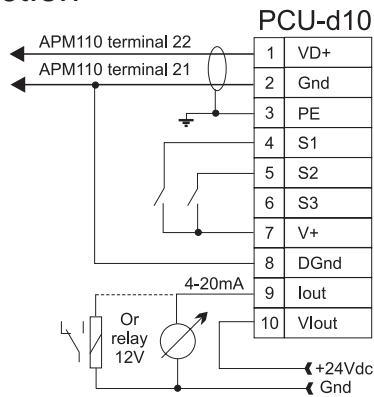 PCU-d10
APM110 terminal 22
APM110 terminal 21
1 VD+
2 Gnd
3 PE
4 S1
5 S2
6 S3
7 V+
8 DGnd
9 Iout
10 VIout
4-20mA
Or
relay
12V
+24Vdc
Gnd